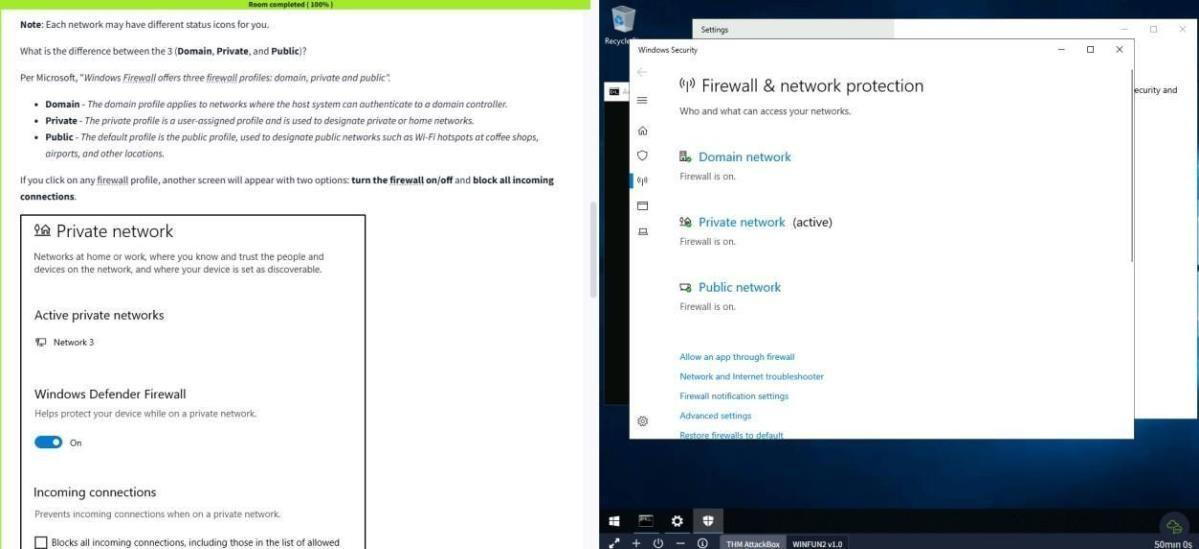 Room completed ( 100% )
Note: Each network may have different status icons for you.
What is the difference between the 3 (Domain, Private, and Public)?
Per Microsoft, "Windows Firewall offers three firewall profiles: domain, private and public".
Domain - The domain profile applies to networks where the host system can authenticate to a domain controller.
Private - The private profile is a user-assigned profile and is used to designate private or home networks.
Public - The default profile is the public profile, used to designate public networks such as Wi-Fi hotspots at coffee shops,
airports, and other locations.
If you click on any firewall profile, another screen will appear with two options: turn the firewall on/off and block all incoming
connections.
Private network
Networks at home or work, where you know and trust the people and
devices on the network, and where your device is set as discoverable.
Active private networks
Network 3
Windows Defender Firewall
Helps protect your device while on a private network.
On
Incoming connections
Prevents incoming connections when on a private network.
Blocks all incoming connections, including those in the list of allowed
Recycle
Settings
Windows Security
ecurity and
Firewall & network protection
Who and what can access your networks.
Domain network
Firewall is on.
Private network (active)
Firewall is on.
Public network
Firewall is on.
Allow an app through firewall
Network and Internet troubleshooter
Firewall notification settings
Advanced settings
Restore firewalls to default
THM AttackBox
WINFUN2 v1.0
50min 0s